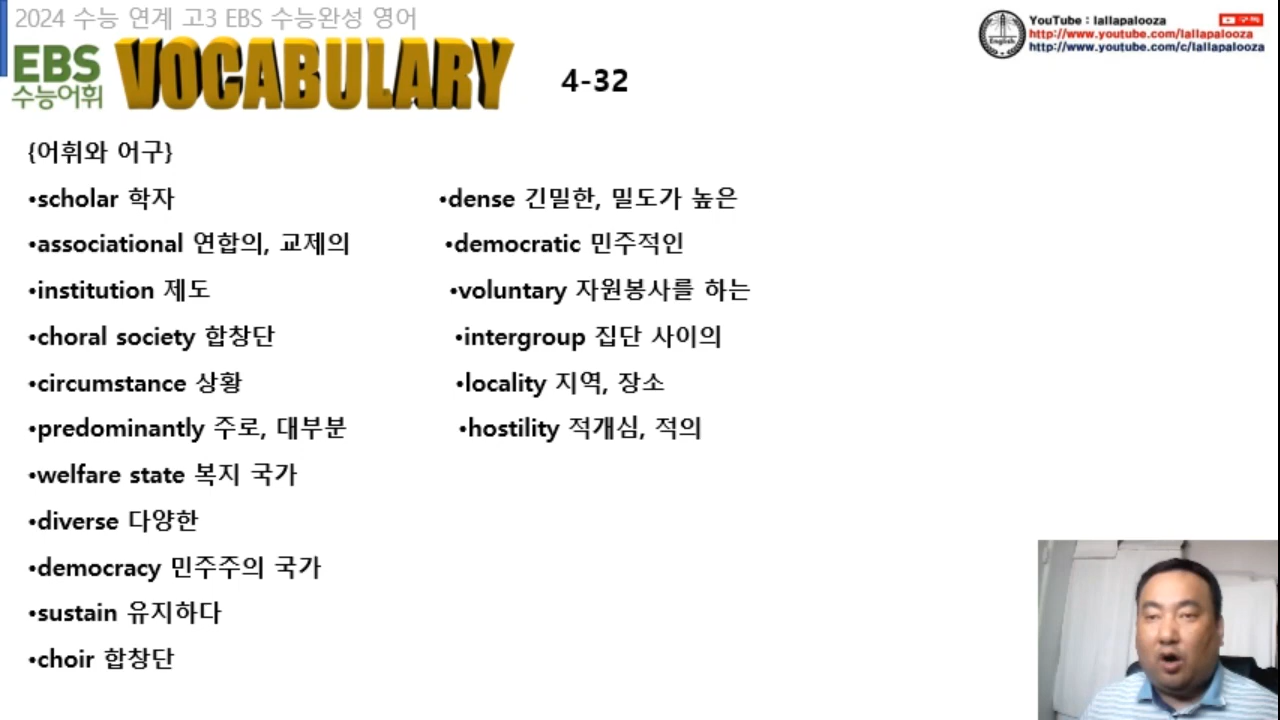 2024 수능 연계 고3 EBS 수능완성 영어
EBS
수능어휘
VOCABULARY
4-32
YouTube : lallapalooza
구독
http://www.youtube.com/lallapalooza
http://www.youtube.com/c/lallapalooza
English
{어휘와 어구}
•scholar 학자
•associational 연합의, 교제의
•institution 제도
•choral society 합창단
•circumstance 상황
•predominantly 주로, 대부분
•welfare state 복지 국가
•diverse 다양한
•democracy 민주주의 국가
•sustain 유지하다
•choir 합창단
•dense 긴밀한, 밀도가 높은
•democratic 민주적인
•voluntary 자원봉사를 하는
•intergroup 집단 사이의
•locality 지역, 장소
•hostility 적개심, 적의